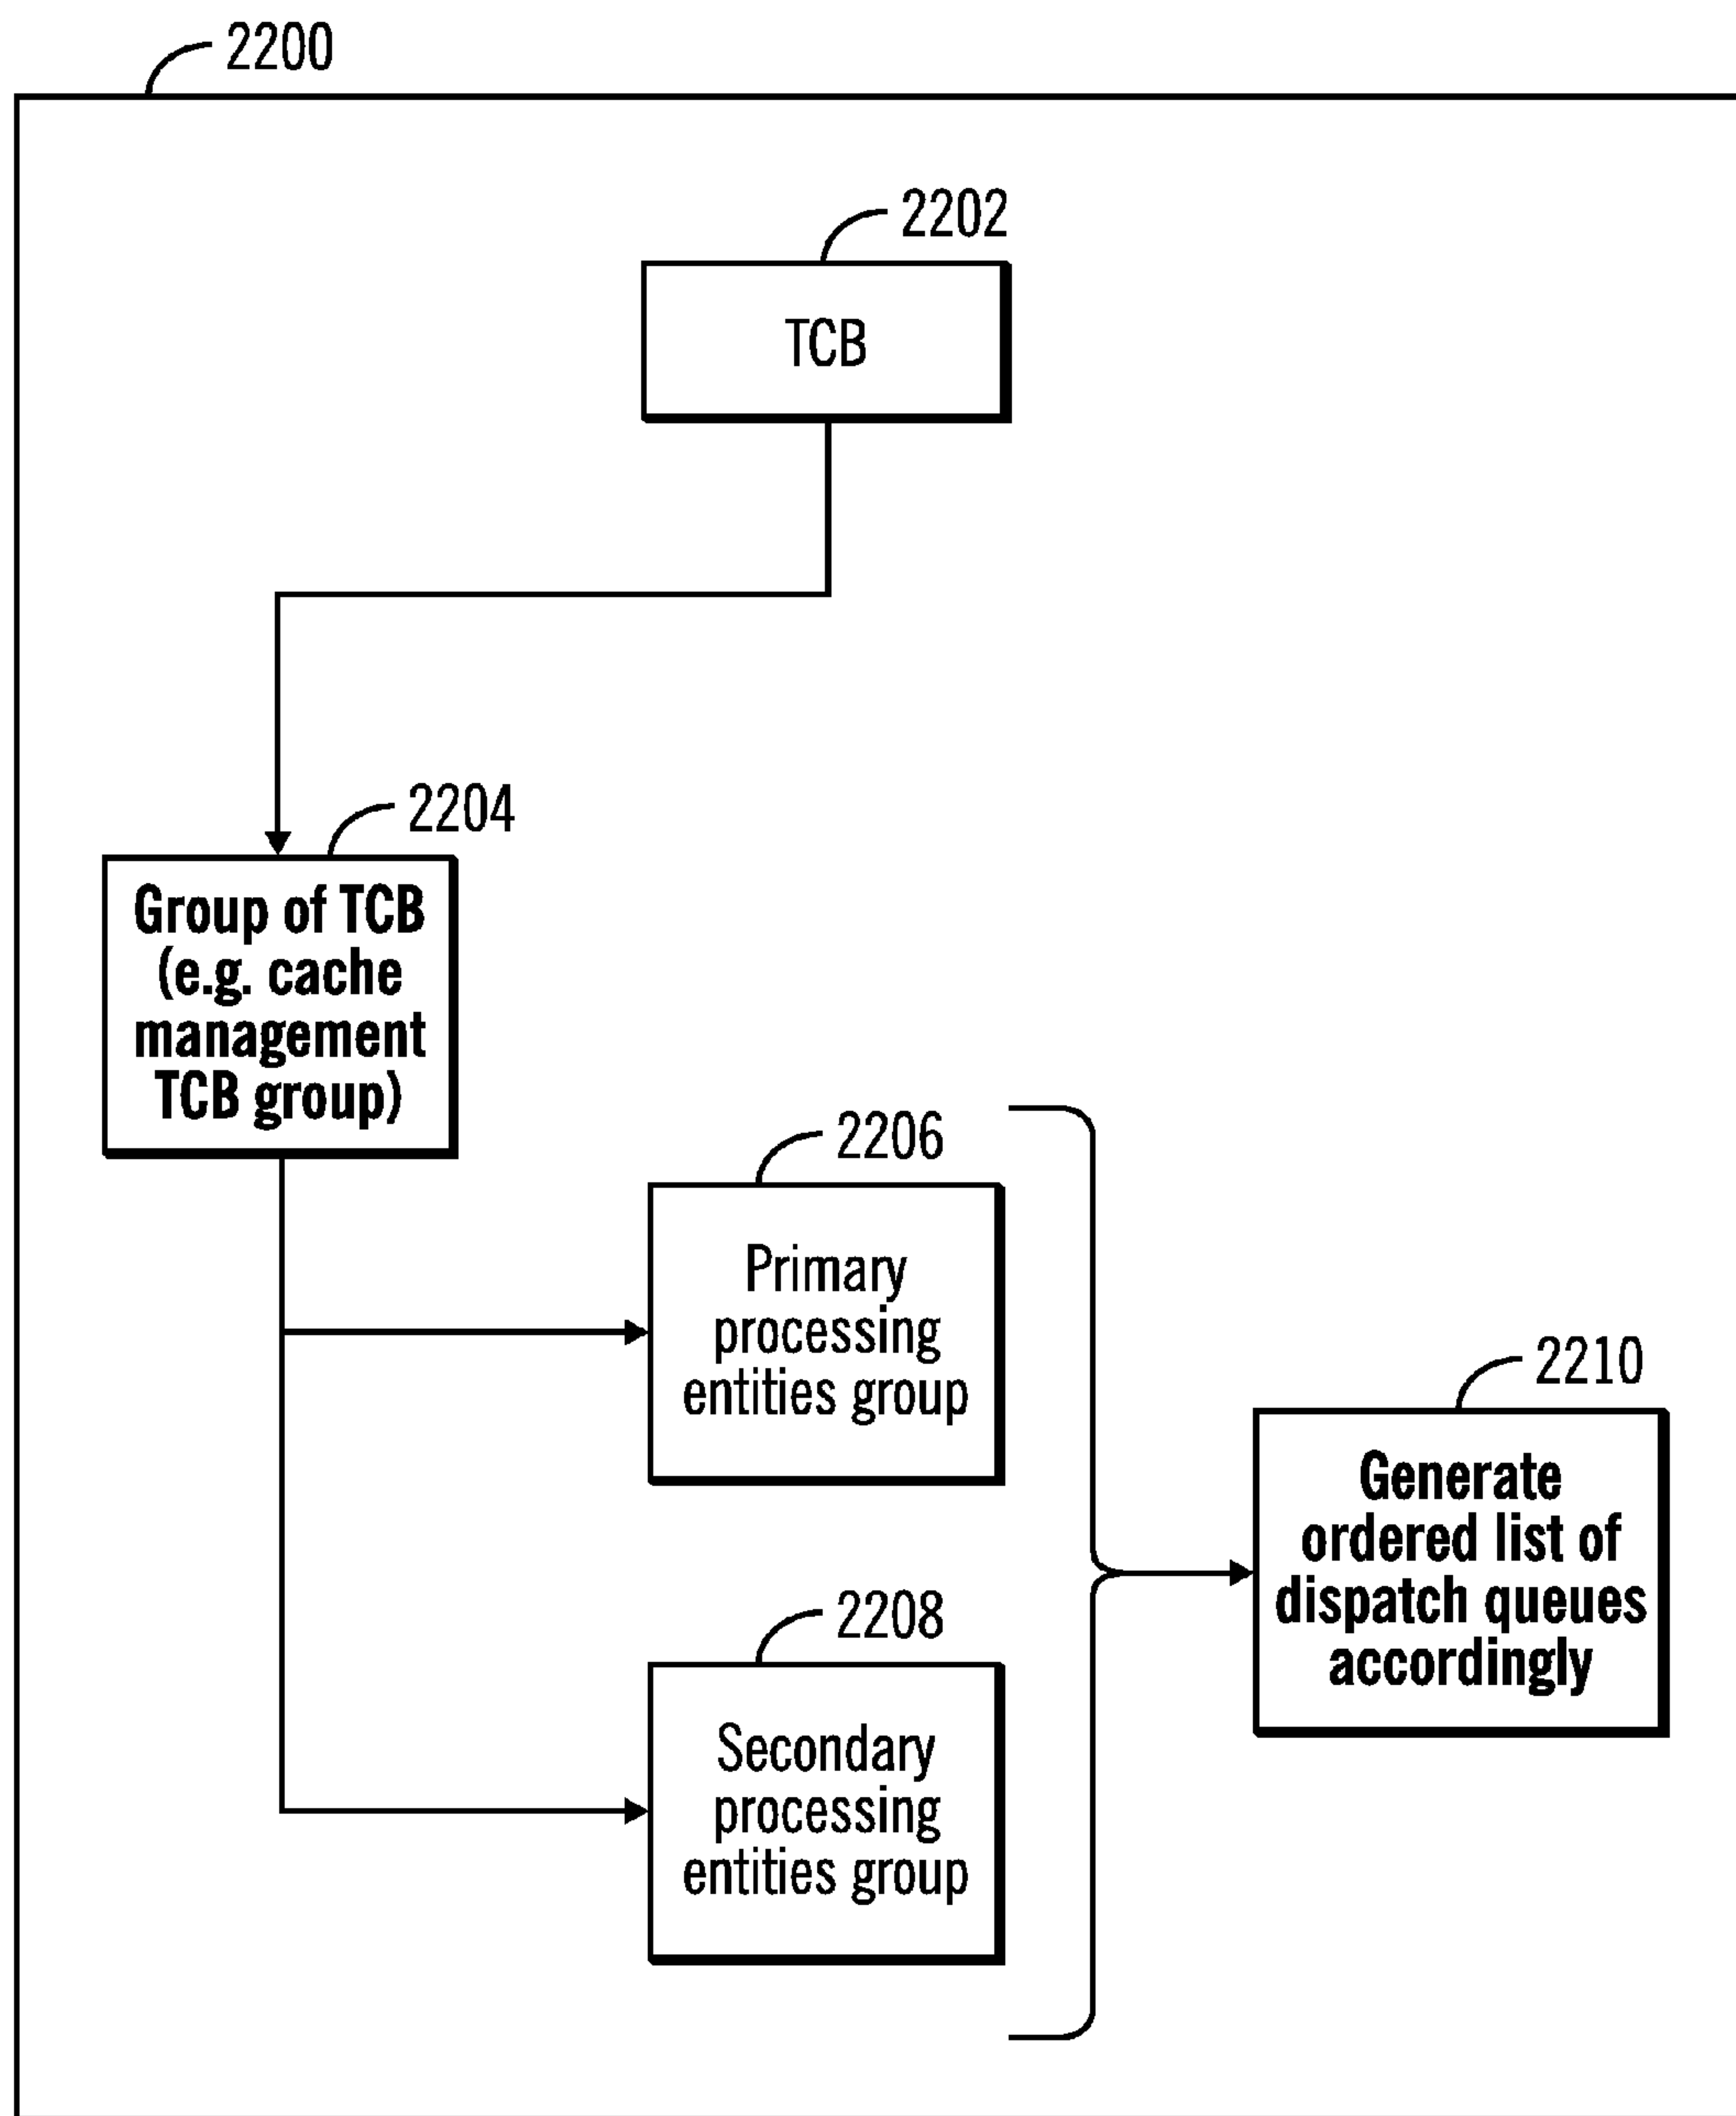 2200
2202
TCB
2204
Group of TCB
(e.g. cache
management
TCB group)
2206
Primary
processing
entities group
2208
Secondary
processing
entities group
2210
Generate
ordered list of
dispatch queues
accordingly